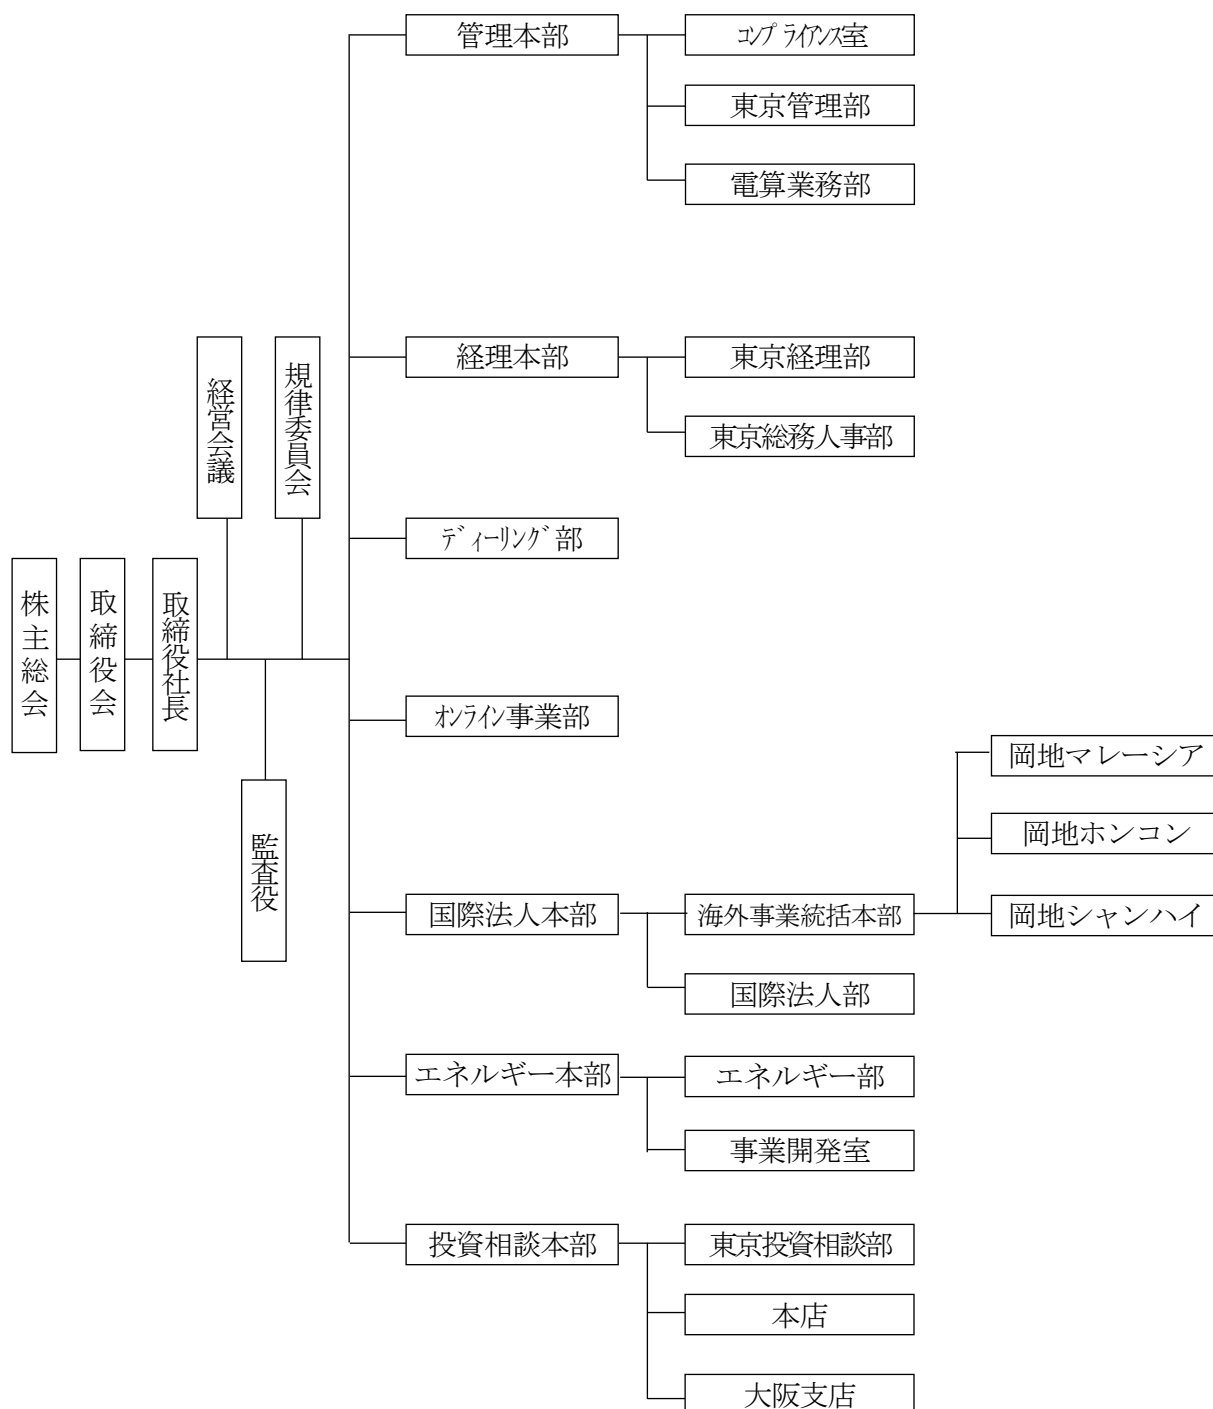 管理本部
コンプライアンス室
東京管理部
電算業務部
経営会議
規律委員会
経理本部
東京経理部
東京総務人事部
ディーリング部
株主総会
取締役会
取締役社長
監査役
オンライン事業部
岡地マレーシア
岡地ホンコン
国際法人本部
海外事業統括本部
岡地シャンハイ
国際法人部
エネルギー本部
エネルギー部
事業開発室
投資相談本部
東京投資相談部
本店
大阪支店